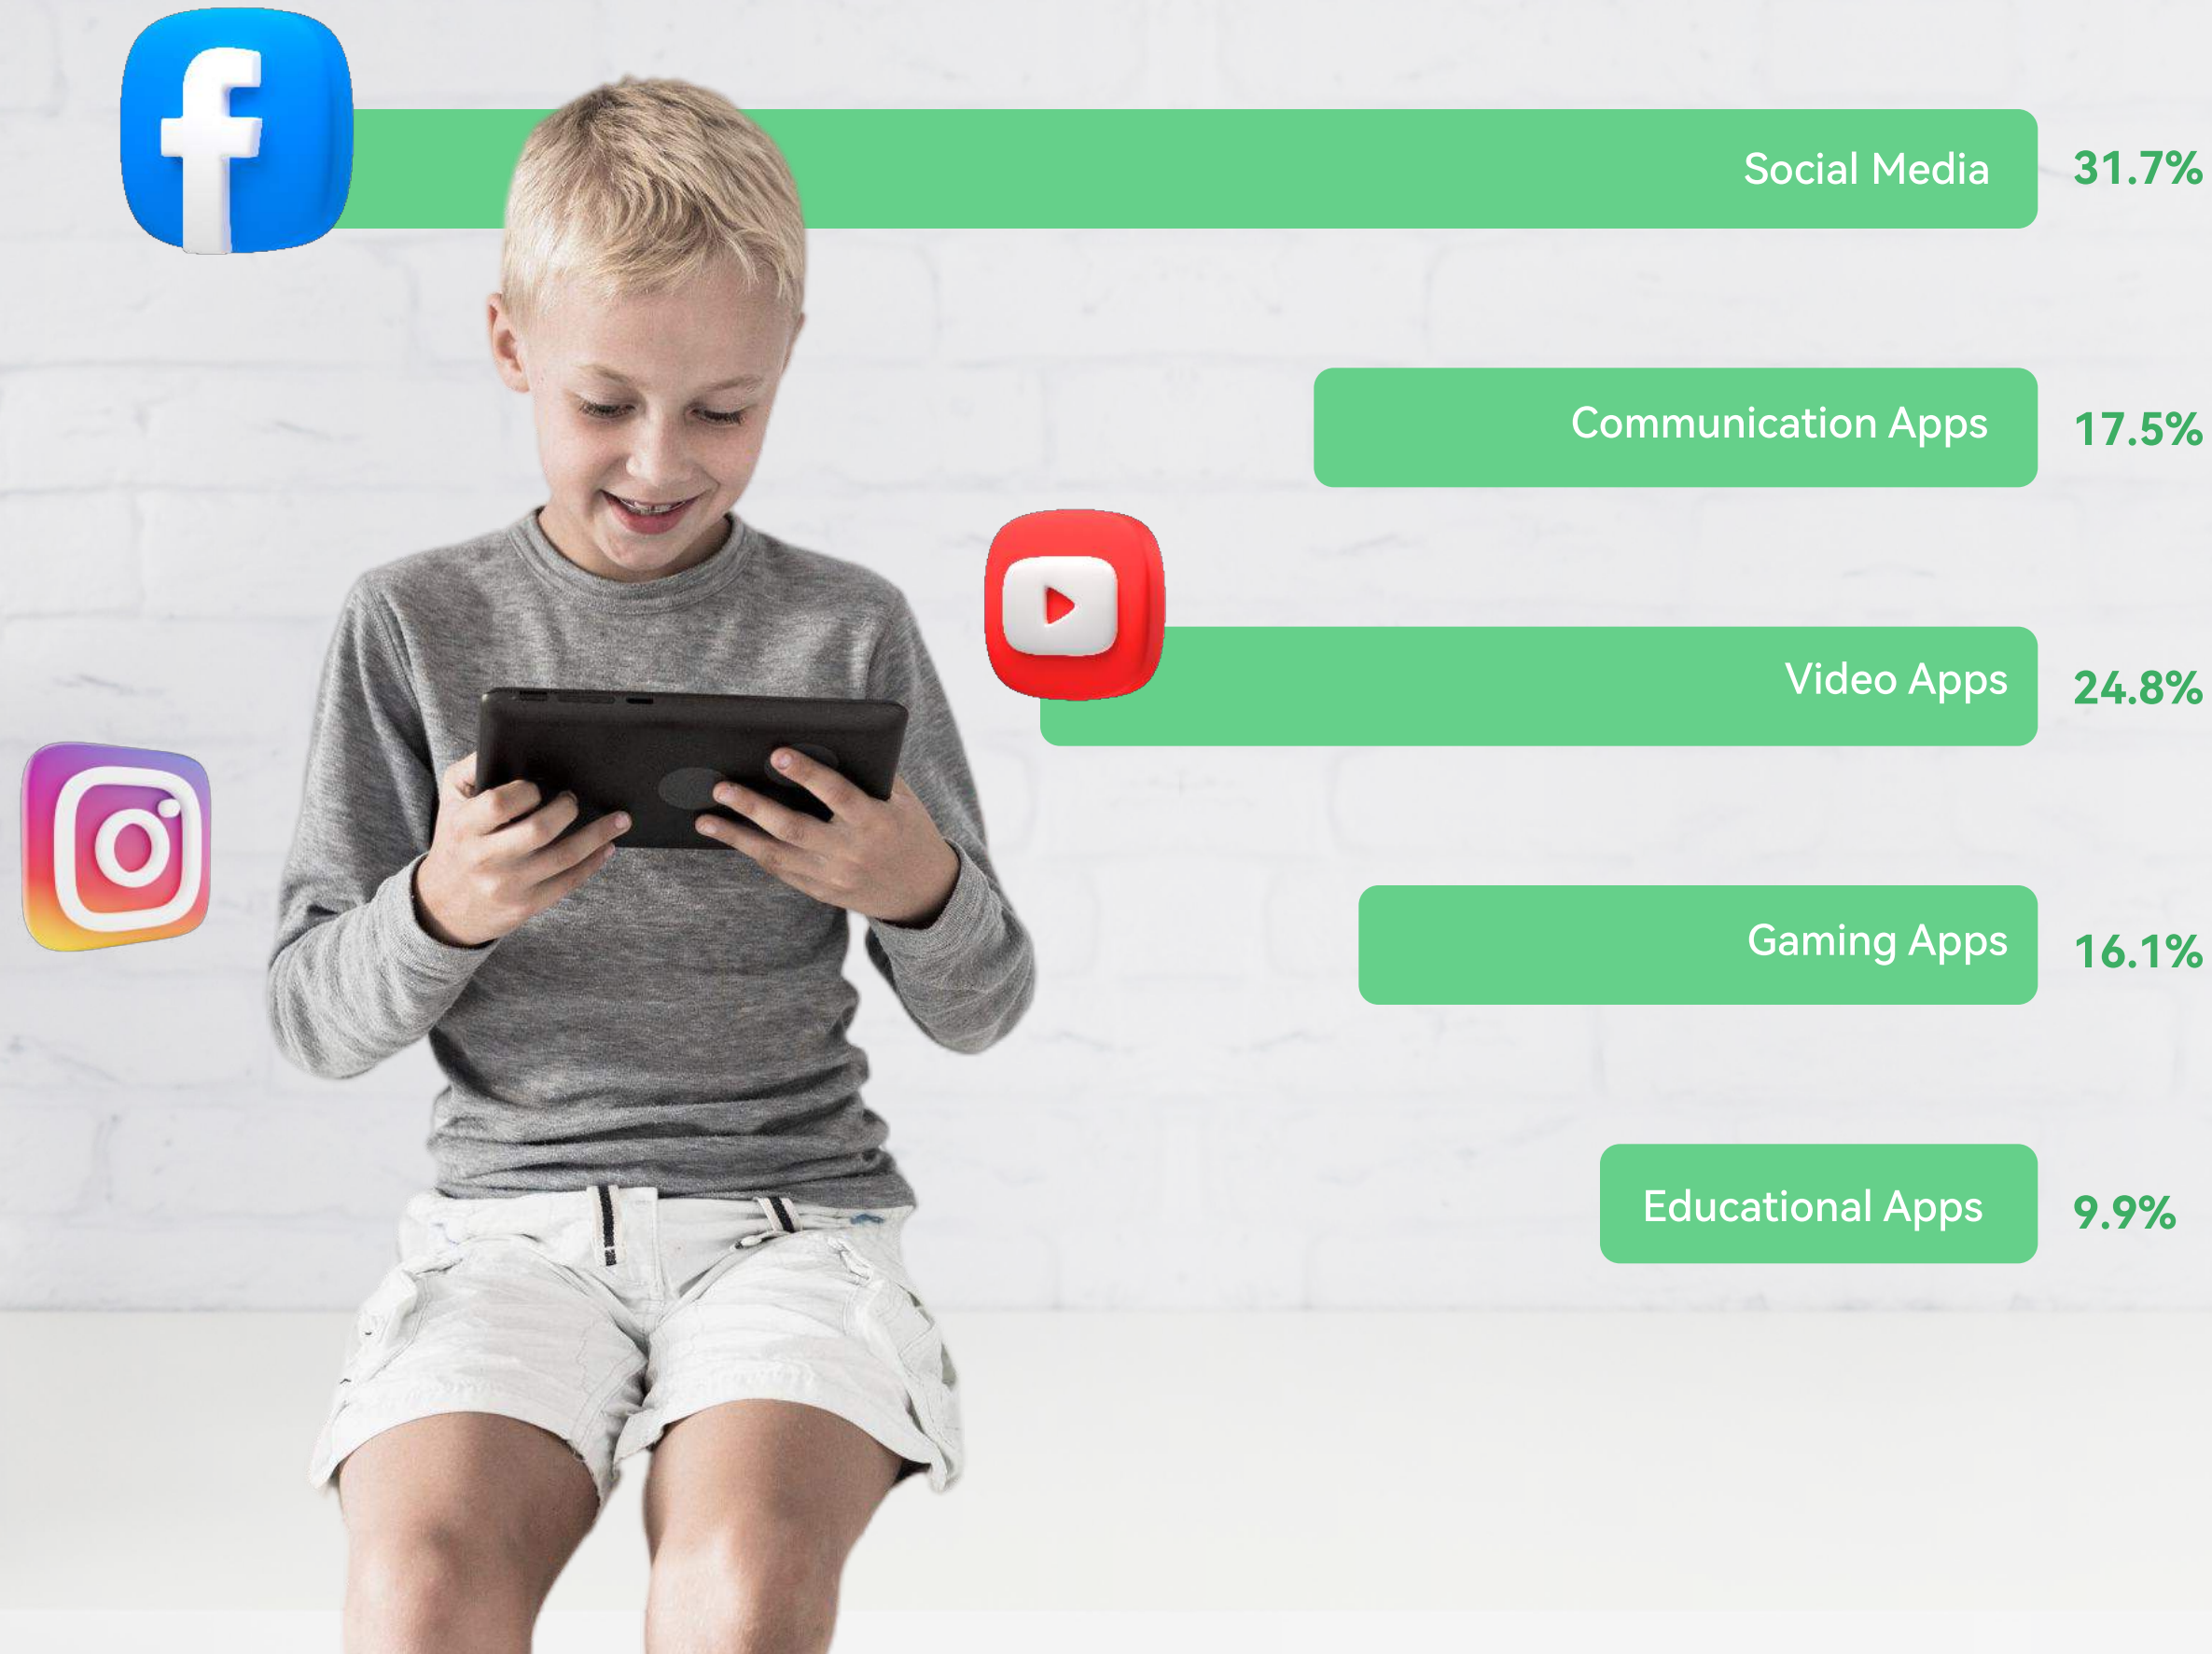 Social Media 31.7%
Communication Apps 17.5%
Video Apps 24.8%
Gaming Apps 16.1%
Educational Apps 9.9%